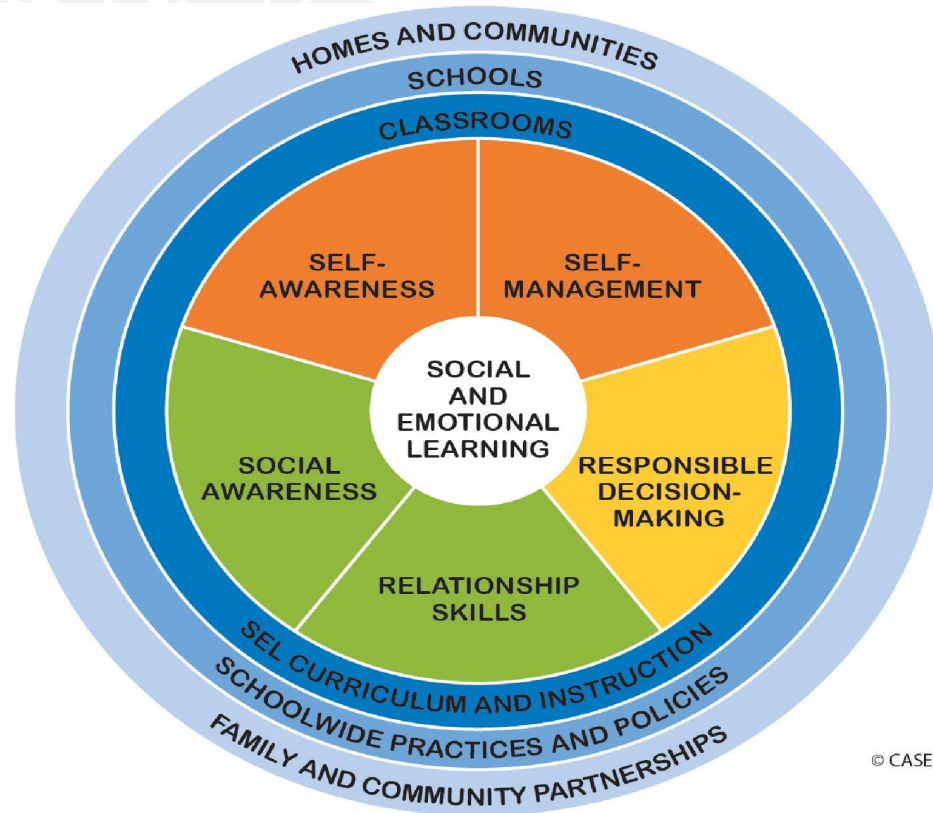 HOMES AND COMMUNITIES
SCHOOLS
CLASSROOMS
SELF-
AWARENESS
SELF-
MANAGEMENT
SOCIAL
AND
EMOTIONAL
LEARNING
SOCIAL
AWARENESS
RESPONSIBLE
DECISION-
MAKING
RELATIONSHIP
SKILLS
SEL CURRICULUM AND INSTRUCTION
SCHOOLWIDE PRACTICES AND POLICIES
FAMILY AND COMMUNITY PARTNERSHIPS
© CASE